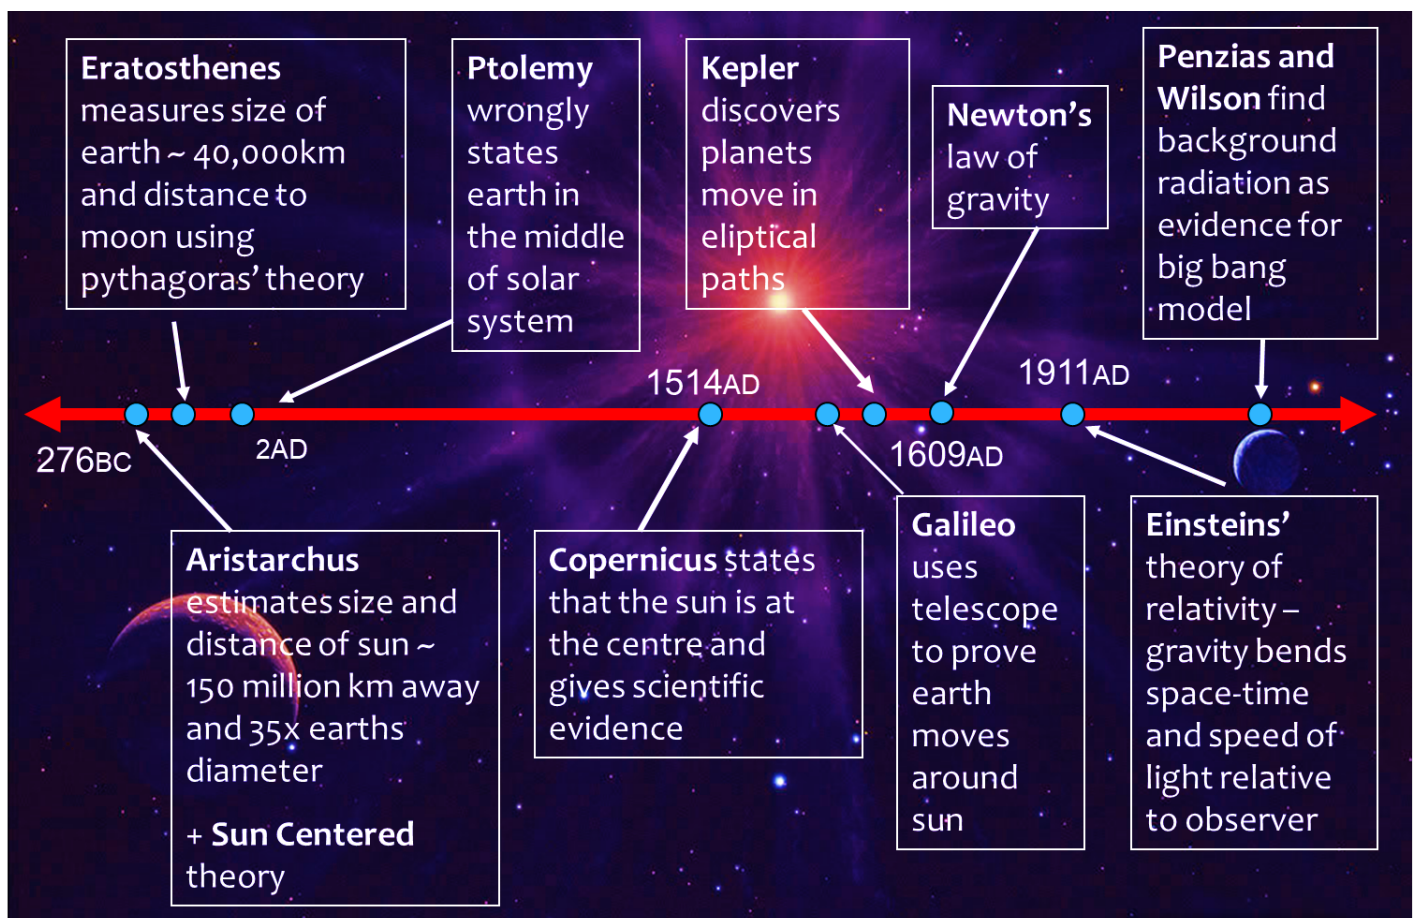 Eratosthenes
measures size of
earth ~ 40,000km
and distance to
moon using
pythagoras’ theory
Ptolemy
wrongly
states
earth in
the middle
of solar
system
Kepler
discovers
planets
move in
eliptical
paths
Newton’s
law of
gravity
Penzias and
Wilson find
background
radiation as
evidence for
big bang
model
276BC
2AD
1514AD
1609AD
1911AD
Aristarchus
estimates size and
distance of sun ~
150 million km away
and 35x earths
diameter
+ Sun Centered
theory
Copernicus states
that the sun is at
the centre and
gives scientific
evidence
Galileo
uses
telescope
to prove
earth
moves
around
sun
Einsteins’
theory of
relativity –
gravity bends
space-time
and speed of
light relative
to observer